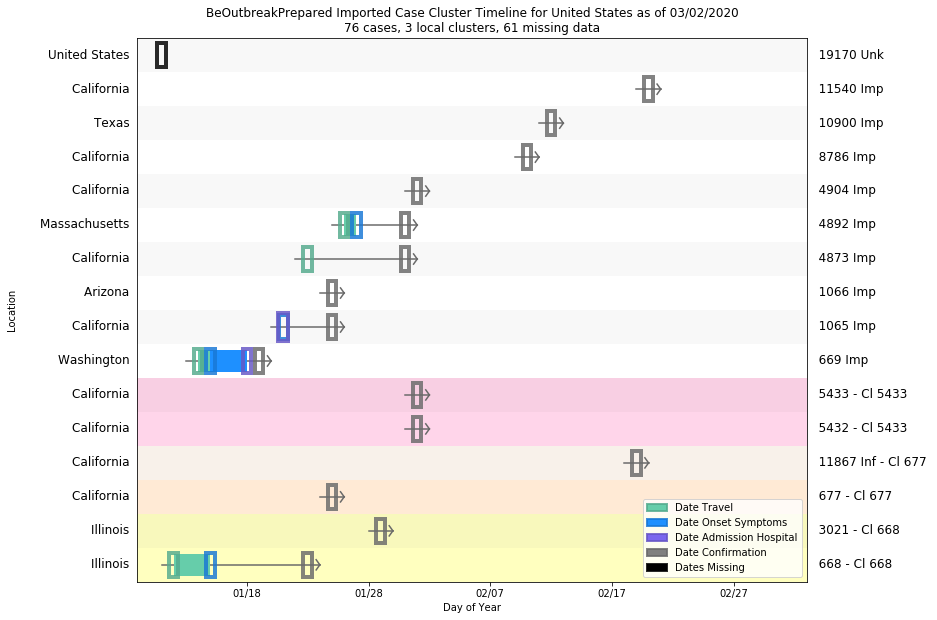 BeOutbreakPrepared Imported Case Cluster Timeline for United States as of 03/02/2020
76 cases, 3 local clusters, 61 missing data
United States 19170 Unk
California 11540 Imp
Texas 10900 Imp
California 8786 Imp
California 4904 Imp
Massachusetts 4892 Imp
California 4873 Imp
Arizona 1066 Imp
California 1065 Imp
Washington 669 Imp
California 5433 - Cl 5433
California 5432 - Cl 5433
California 11867 Inf - Cl 677
California 677 - Cl 677
Illinois 3021 - Cl 668
Illinois 668 - Cl 668
Location
Date Travel
Date Onset Symptoms
Date Admission Hospital
Date Confirmation
Dates Missing
01/18 01/28 02/07 02/17 02/27
Day of Year